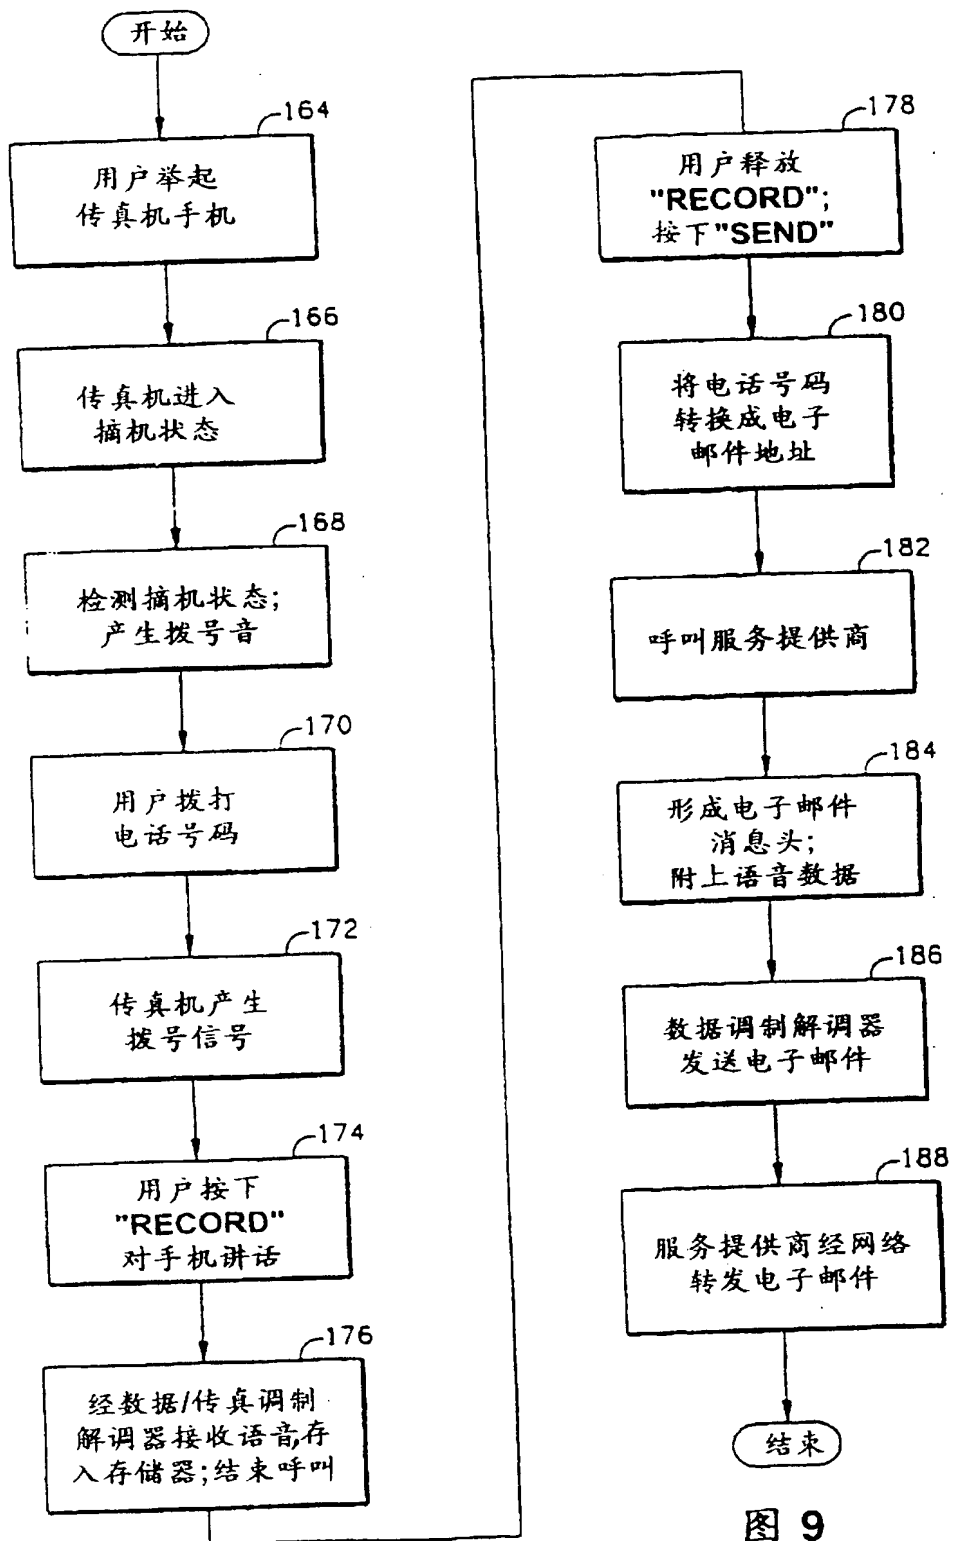 开始
164
用户举起
传真机手机
166
传真机进入
摘机状态
168
检测摘机状态;
产生拨号音
170
用户拨打
电话号码
172
传真机产生
拨号信号
174
用户按下
"RECORD"
对手机讲话
176
经数据/传真调制
解调器接收语音,存
入存储器;结束呼叫
178
用户释放
"RECORD";
按下"SEND"
180
将电话号码
转换成电子
邮件地址
182
呼叫服务提供商
184
形成电子邮件
消息头;
附上语音数据
186
数据调制解调器
发送电子邮件
188
服务提供商经网络
转发电子邮件
结束
图 9